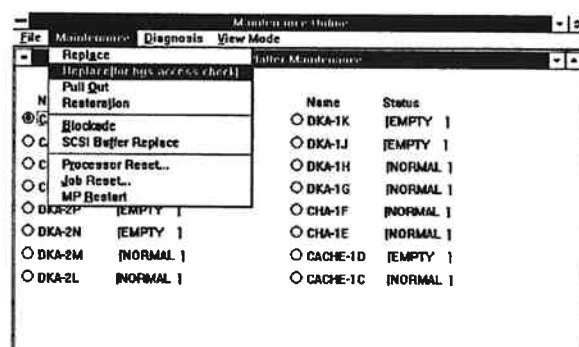 Maintenance Online
File Maintenance Diagnosis View Mode
Replace
Replace[for bus access check]
Pull Out
Restoration
Blockade
SCSI Buffer Replace
Processor Reset...
Job Reset...
MP Restart
Platter Maintenance
N
Name Status
C
DKA-1K [EMPTY ]
C
DKA-1J [EMPTY ]
C
DKA-1H [NORMAL ]
C
DKA-1G [NORMAL ]
DKA-2P [EMPTY ]
CHA-1F [NORMAL ]
DKA-2N [EMPTY ]
CHA-1E [NORMAL ]
DKA-2M [NORMAL ]
CACHE-1D [EMPTY ]
DKA-2L [NORMAL ]
CACHE-1C [NORMAL ]